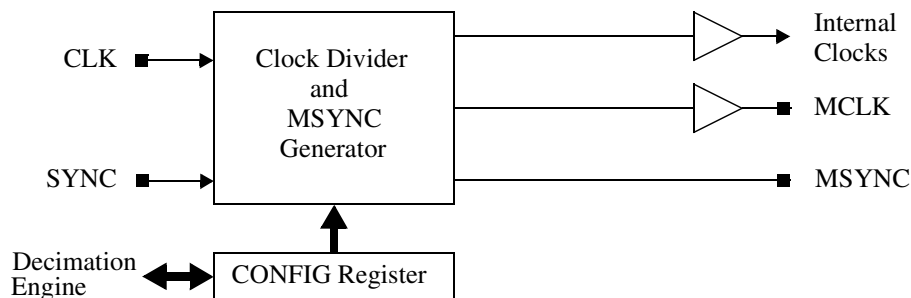 Internal
Clocks
CLK
Clock Divider
and
MSYNC
Generator
MCLK
SYNC
MSYNC
Decimation
Engine
CONFIG Register